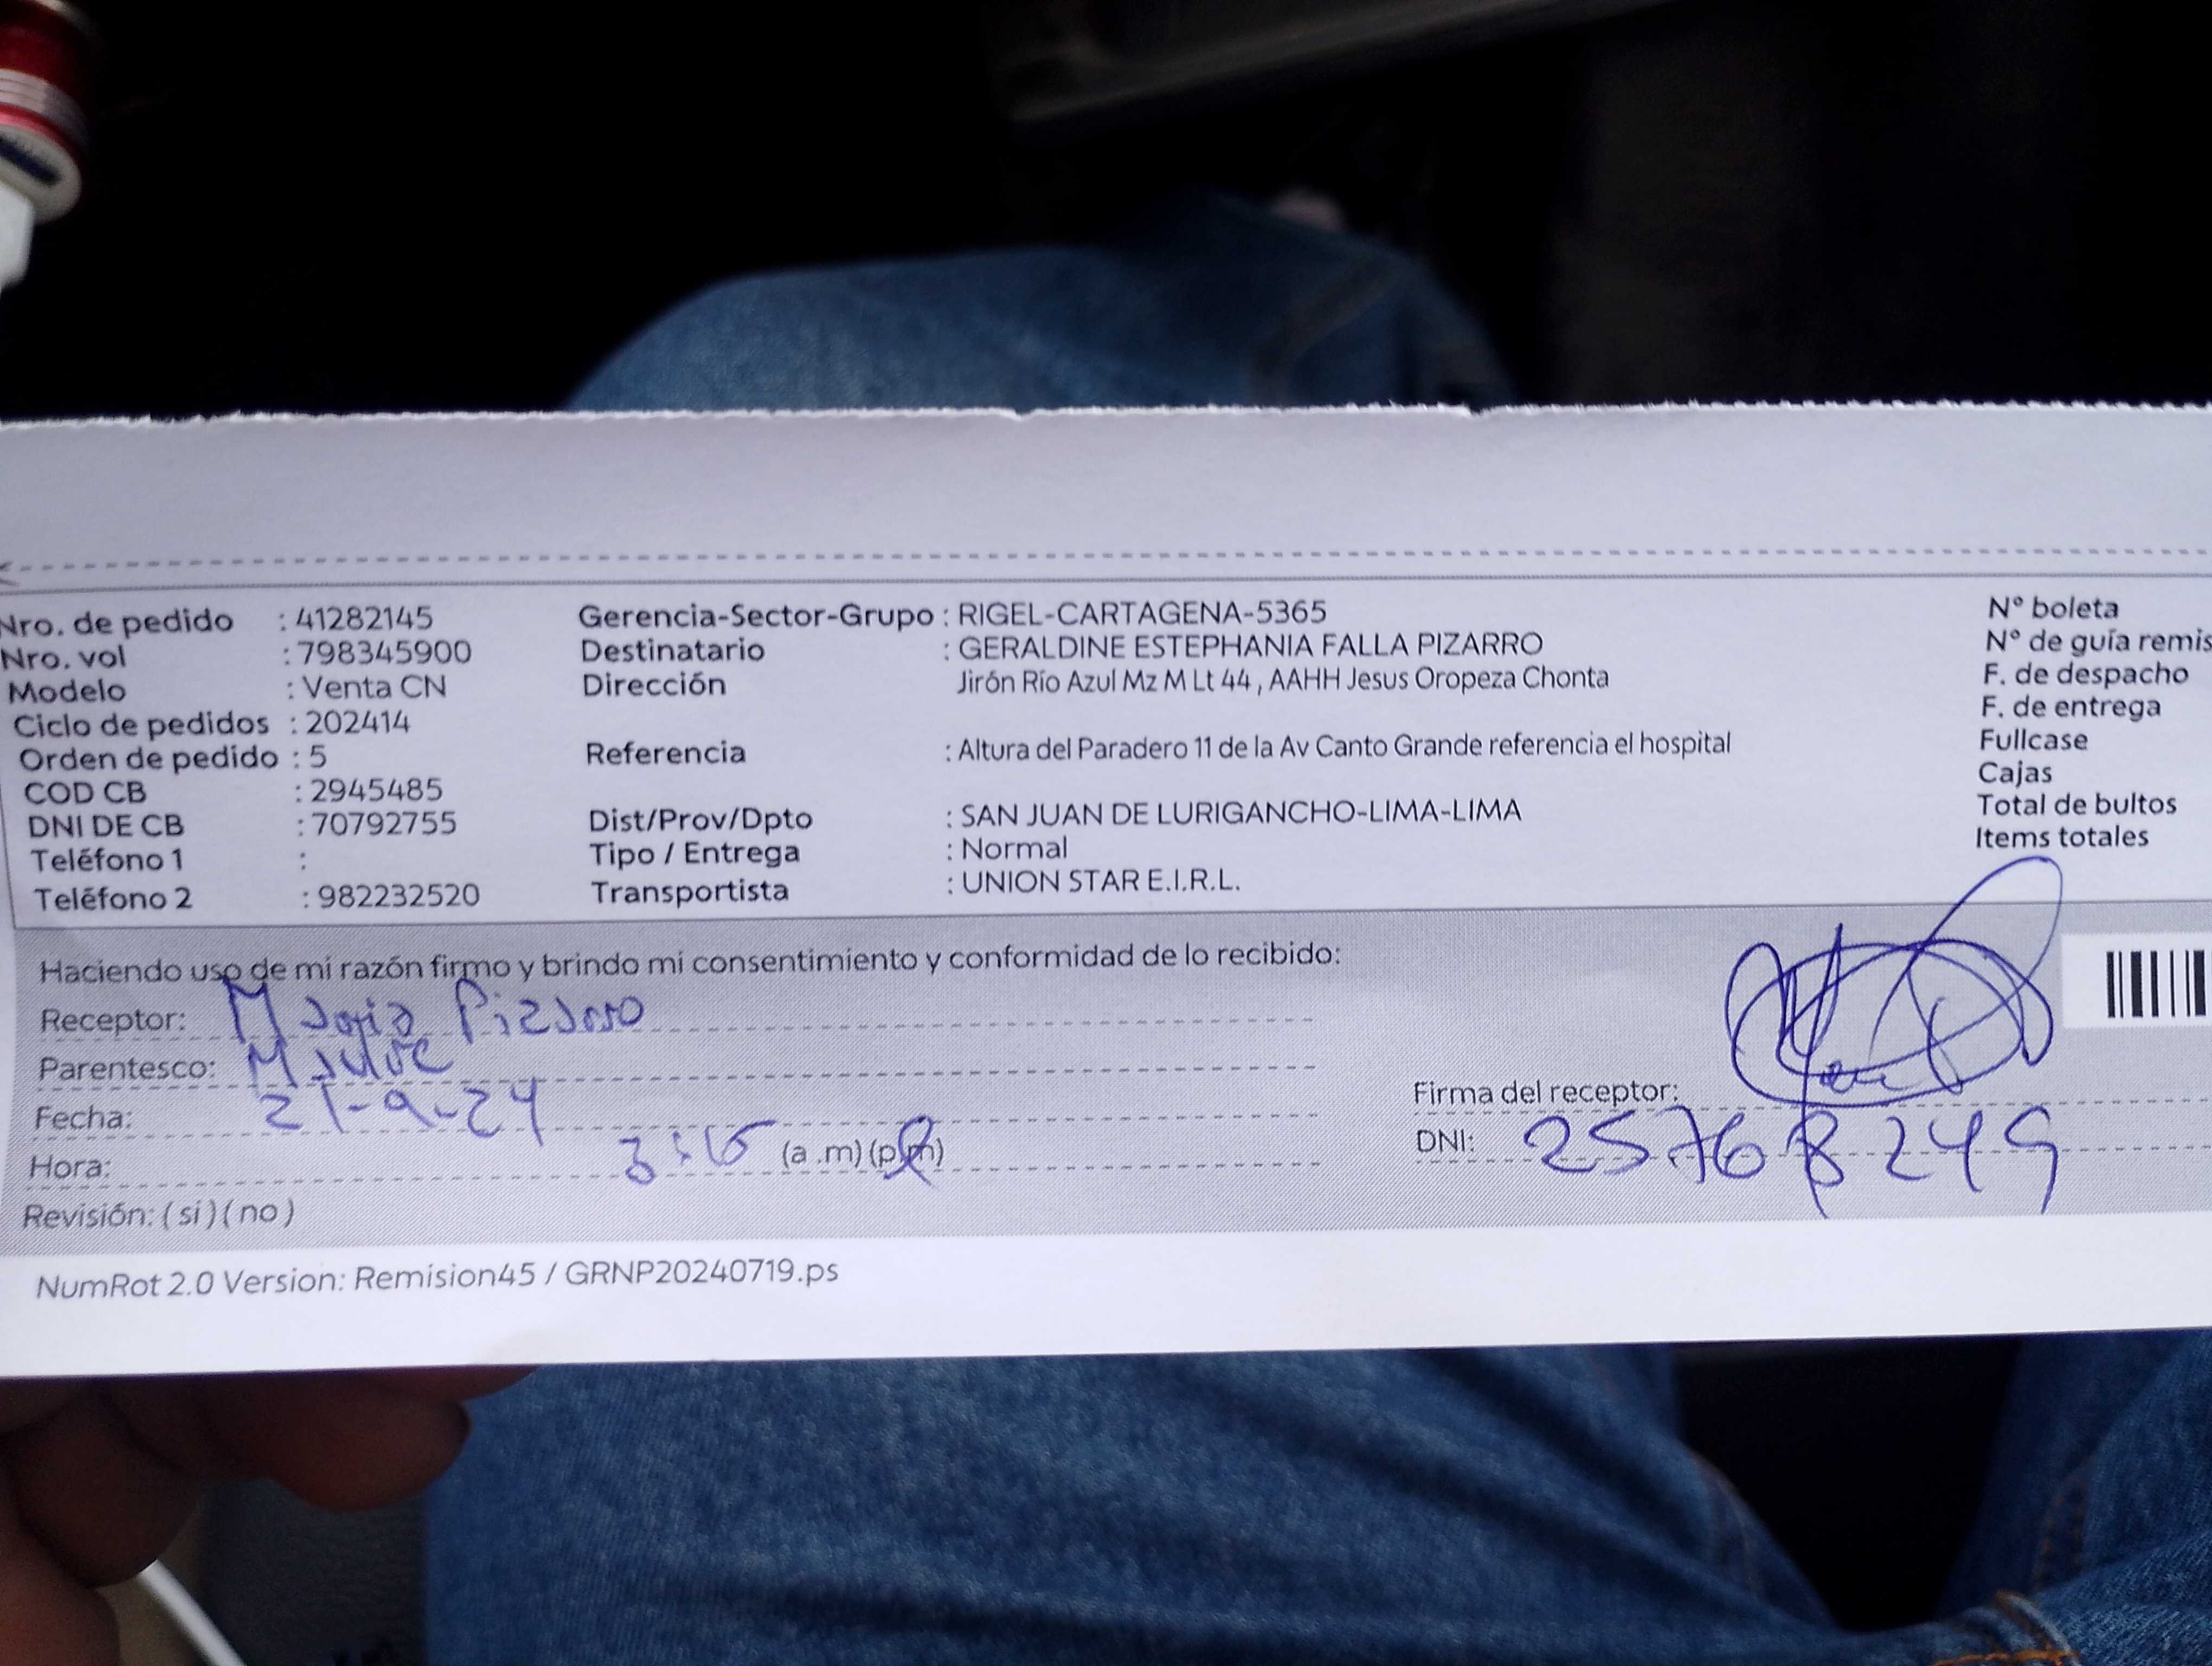 Nro. de pedido : 41282145 Gerencia-Sector-Grupo : RIGEL-CARTAGENA-5365 N° boleta
Nro. vol : 798345900 Destinatario : GERALDINE ESTEPHANIA FALLA PIZARRO N° de guía remis
Modelo : Venta CN Dirección Jirón Río Azul Mz M Lt 44 , AAHH Jesus Oropeza Chonta F. de despacho
Ciclo de pedidos : 202414 F. de entrega
Orden de pedido : 5 Referencia : Altura del Paradero 11 de la Av Canto Grande referencia el hospital Fullcase
COD CB : 2945485 Cajas
DNI DE CB : 70792755 Dist/Prov/Dpto : SAN JUAN DE LURIGANCHO-LIMA-LIMA Total de bultos
Teléfono 1 : Tipo / Entrega : Normal Items totales
Teléfono 2 : 982232520 Transportista : UNION STAR E.I.R.L.
Haciendo uso de mi razón firmo y brindo mi consentimiento y conformidad de lo recibido:
Receptor: Maria Pizarro
Parentesco: Madre
Fecha: 21-9-24 Firma del receptor:
Hora: (a .m) (p.m) DNI: 25768249
Revisión: ( si ) ( no )
NumRot 2.0 Version: Remision45 / GRNP20240719.ps